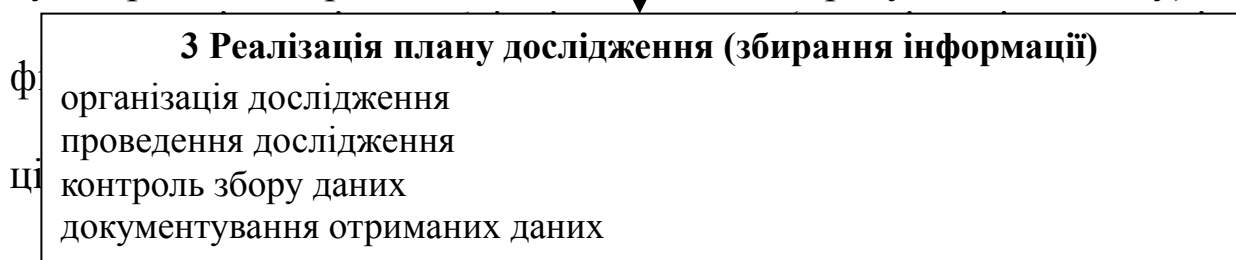 3 Реалізація плану дослідження (збирання інформації)
організація дослідження
проведення дослідження
контроль збору даних
документування отриманих даних